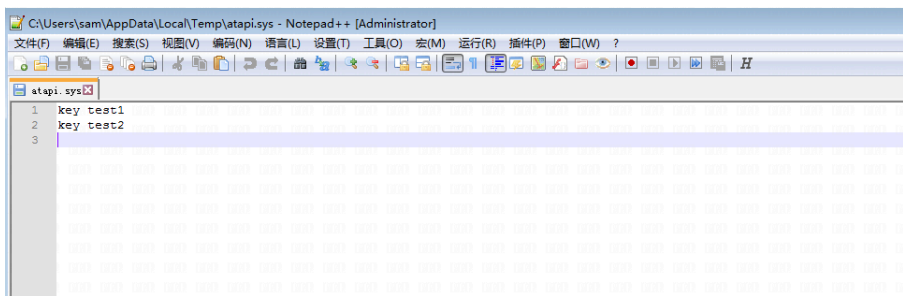 C:\Users\sam\AppData\Local\Temp\atapi.sys - Notepad++ [Administrator]
文件(F) 编辑(E) 搜索(S) 视图(V) 编码(N) 语言(L) 设置(T) 工具(O) 宏(M) 运行(R) 插件(P) 窗口(W) ?
atapi.sys
1 key test1
2 key test2
3